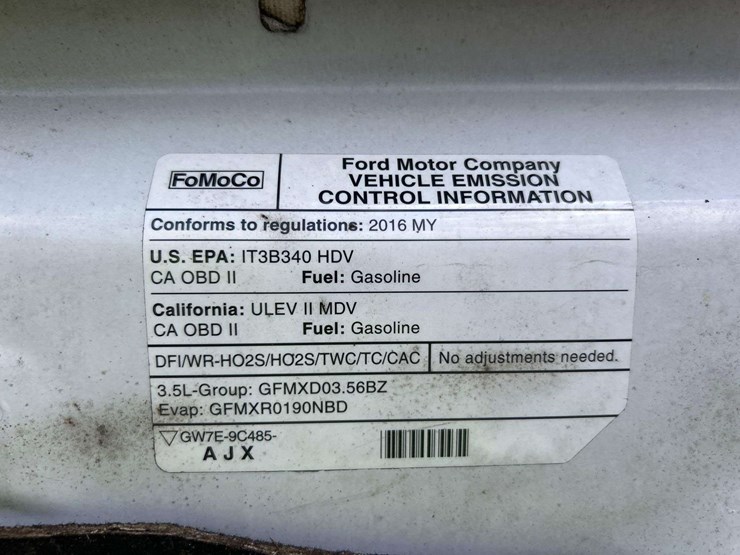 FoMoCo
Ford Motor Company
VEHICLE EMISSION
CONTROL INFORMATION
Conforms to regulations: 2016 MY
U.S. EPA: IT3B340 HDV
CA OBD II Fuel: Gasoline
California: ULEV II MDV
CA OBD II Fuel: Gasoline
DFI/WR-HO2S/HO2S/TWC/TC/CAC No adjustments needed.
3.5L-Group: GFMXD03.56BZ
Evap: GFMXR0190NBD
GW7E-9C485-
AJX